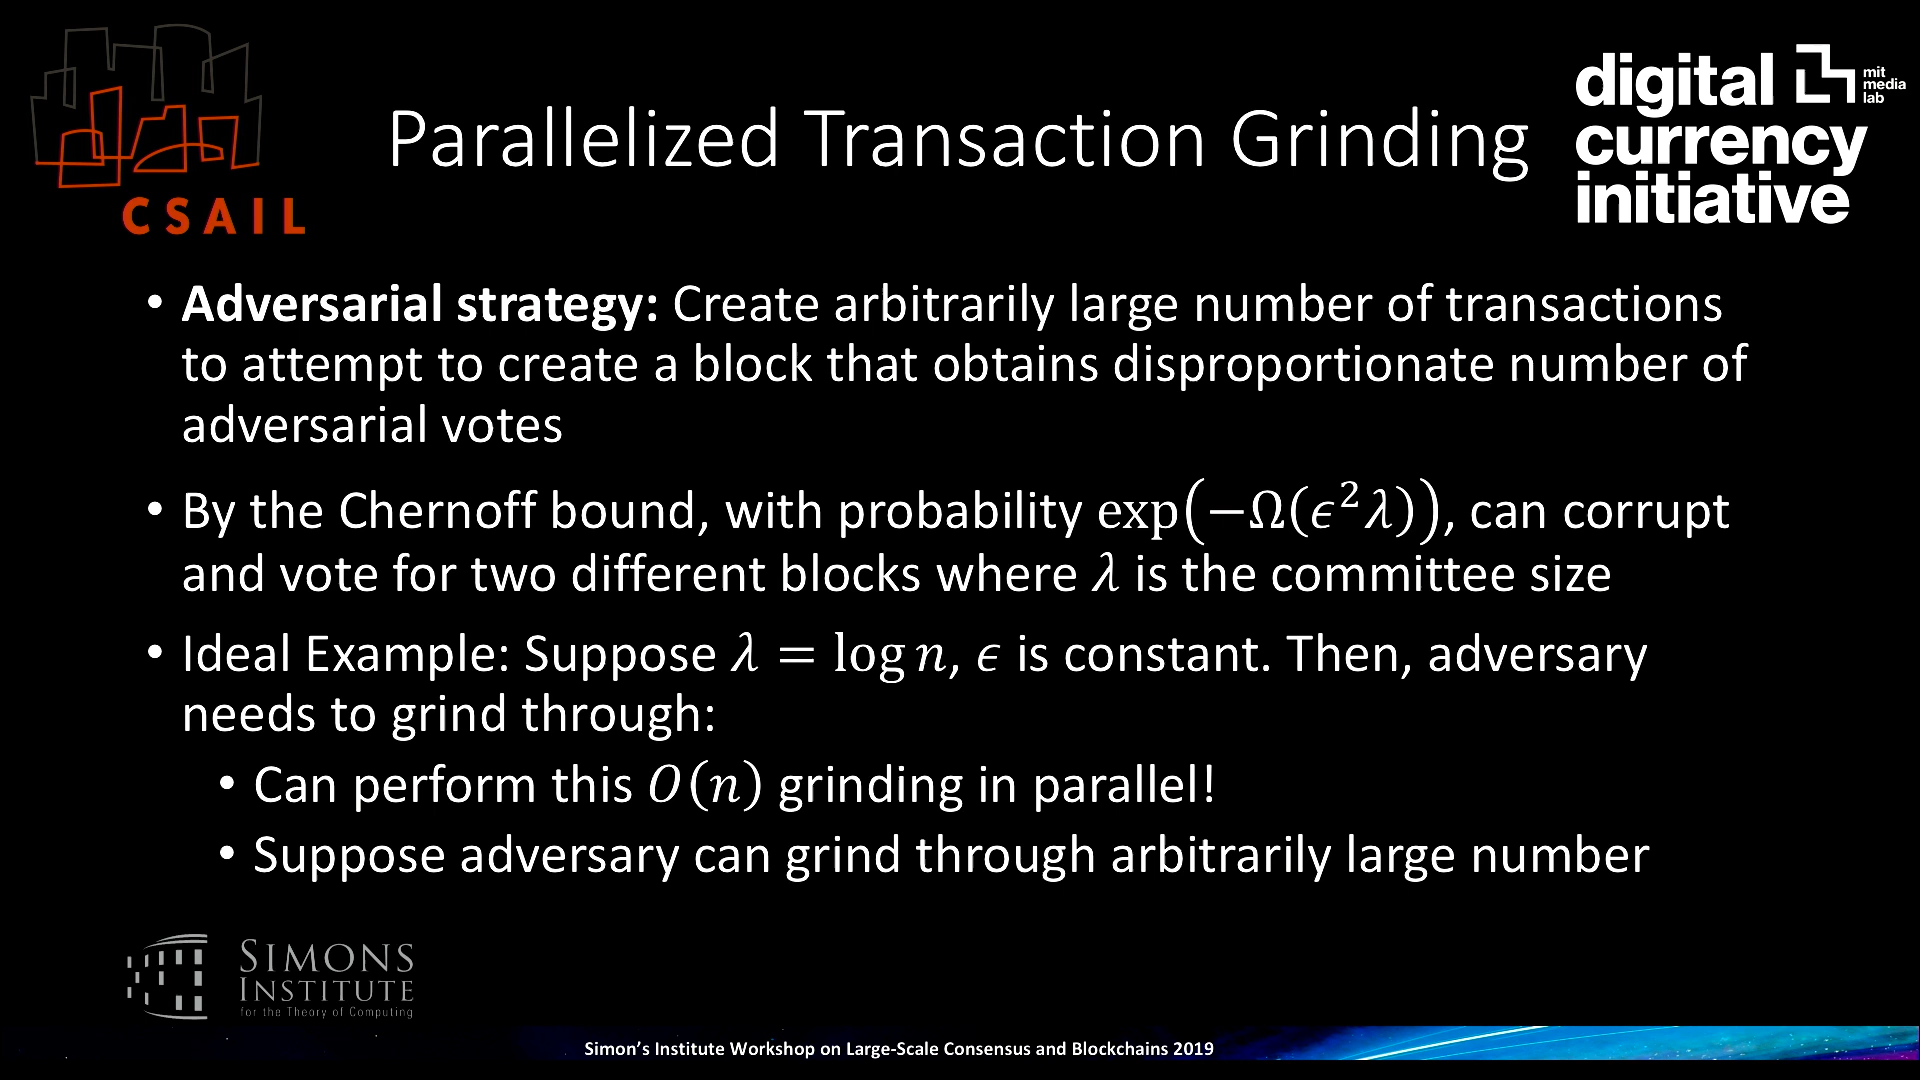 CSAIL
Parallelized Transaction Grinding
digital
currency
initiative
mit
media
lab
• Adversarial strategy: Create arbitrarily large number of transactions
to attempt to create a block that obtains disproportionate number of
adversarial votes
• By the Chernoff bound, with probability exp(−Ω(ϵ²λ)), can corrupt
and vote for two different blocks where λ is the committee size
• Ideal Example: Suppose λ = log n, ϵ is constant. Then, adversary
needs to grind through:
• Can perform this O(n) grinding in parallel!
• Suppose adversary can grind through arbitrarily large number
SIMONS
INSTITUTE
for the Theory of Computing
Simon’s Institute Workshop on Large-Scale Consensus and Blockchains 2019